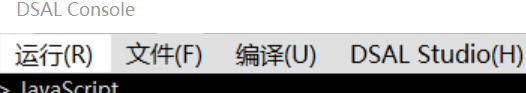 DSAL Console
运行(R) 文件(F) 编译(U) DSAL Studio(H)
> JavaScript